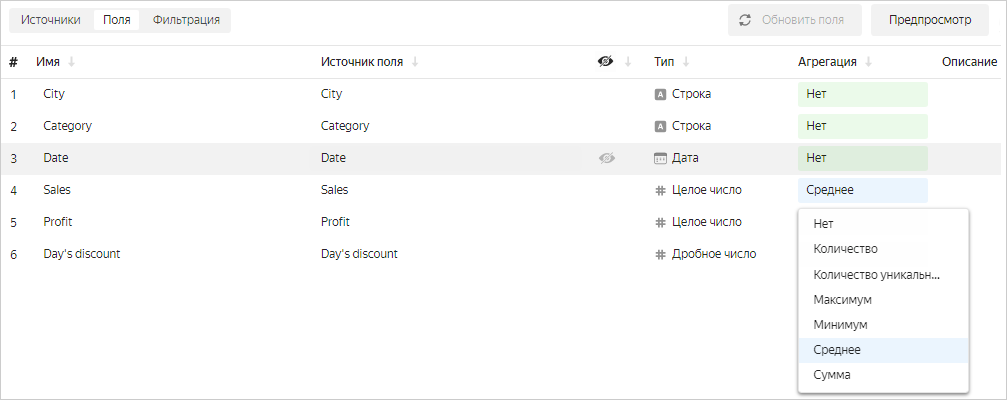 Источники Поля Фильтрация Обновить поля Предпросмотр
# Имя Источник поля Тип Агрегация Описание
1 City City Строка Нет
2 Category Category Строка Нет
3 Date Date Дата Нет
4 Sales Sales Целое число Среднее
5 Profit Profit Целое число
6 Day's discount Day's discount Дробное число
Нет
Количество
Количество уникальн...
Максимум
Минимум
Среднее
Сумма